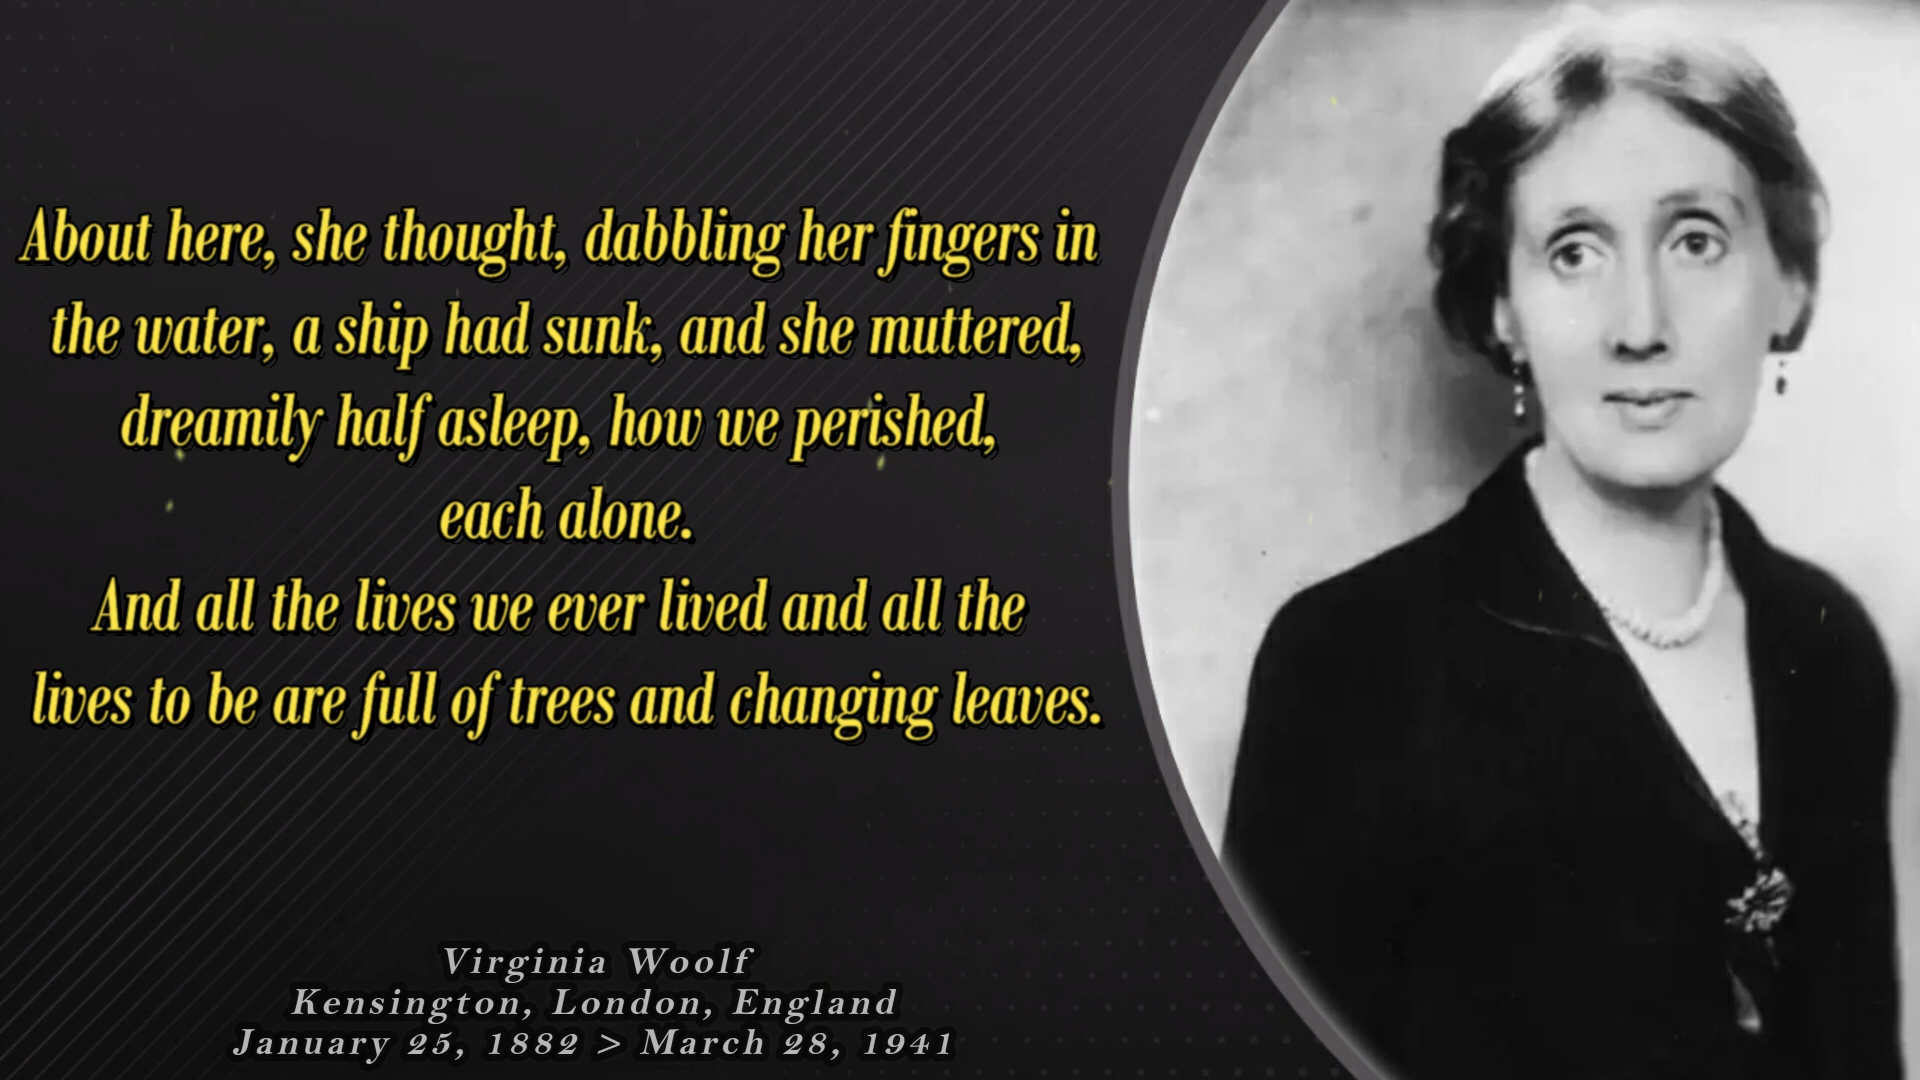 About here, she thought, dabbling her fingers in
the water, a ship had sunk, and she muttered,
dreamily half asleep, how we perished,
each alone.
And all the lives we ever lived and all the
lives to be are full of trees and changing leaves.
Virginia Woolf
Kensington, London, England
January 25, 1882 > March 28, 1941